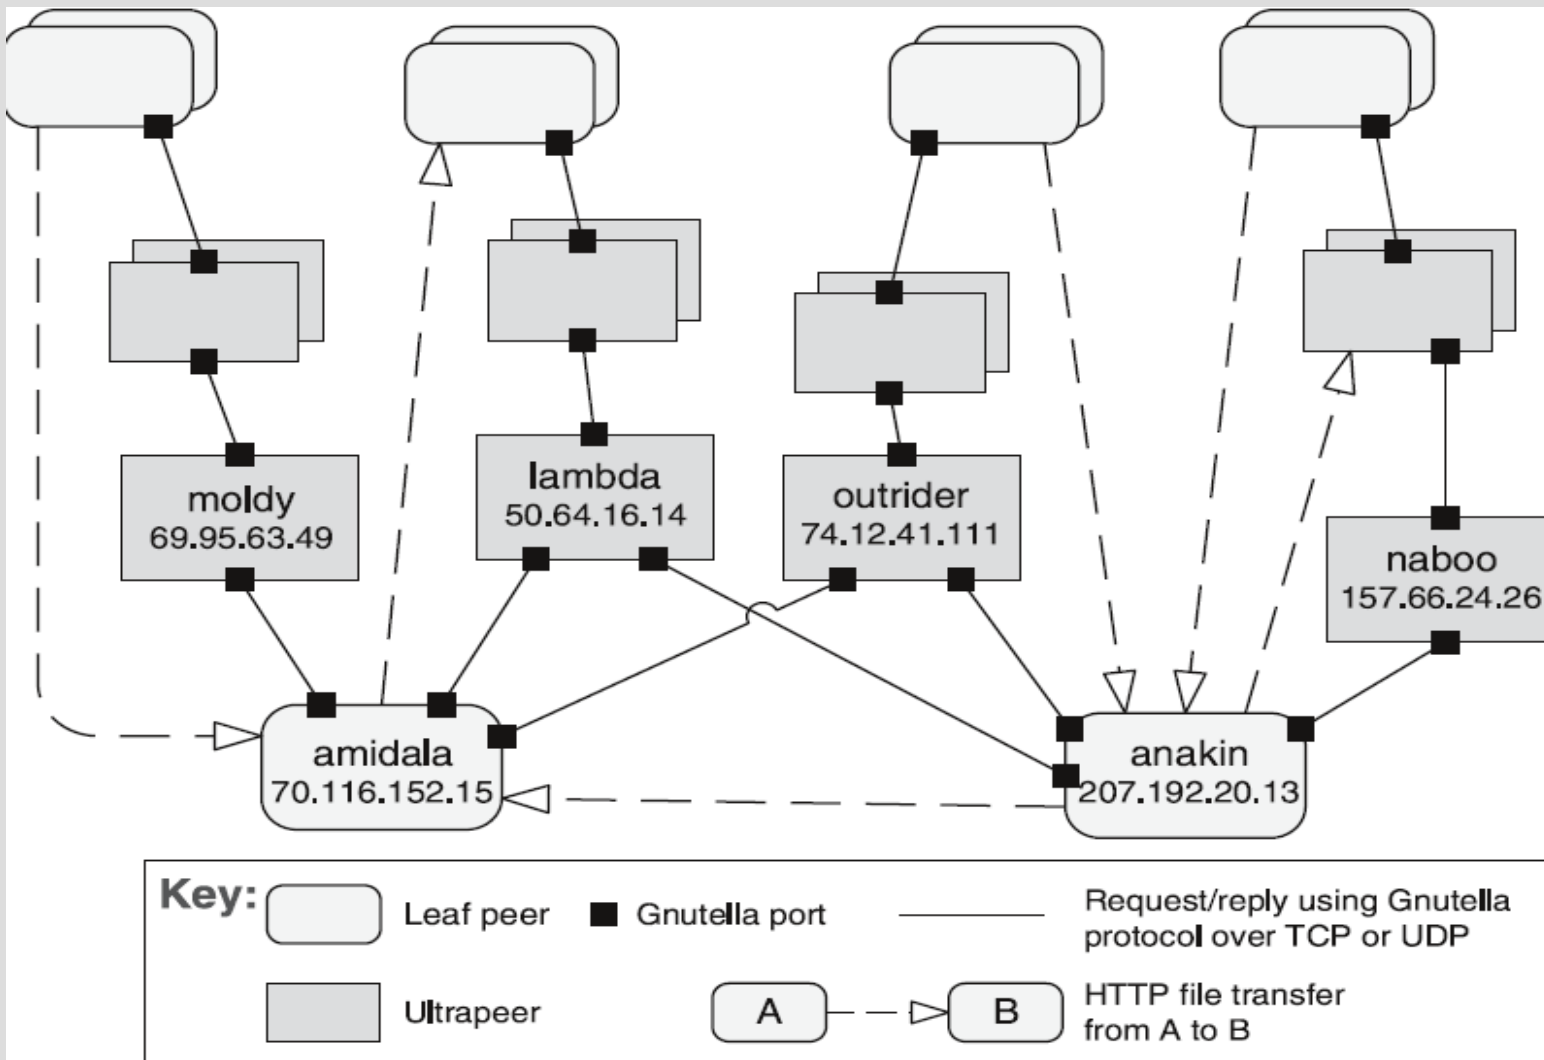 moldy
69.95.63.49
lambda
50.64.16.14
outrider
74.12.41.111
naboo
157.66.24.26
amidala
70.116.152.15
anakin
207.192.20.13
Key:
Leaf peer
Gnutella port
Request/reply using Gnutella
protocol over TCP or UDP
Ultrapeer
A
B
HTTP file transfer
from A to B